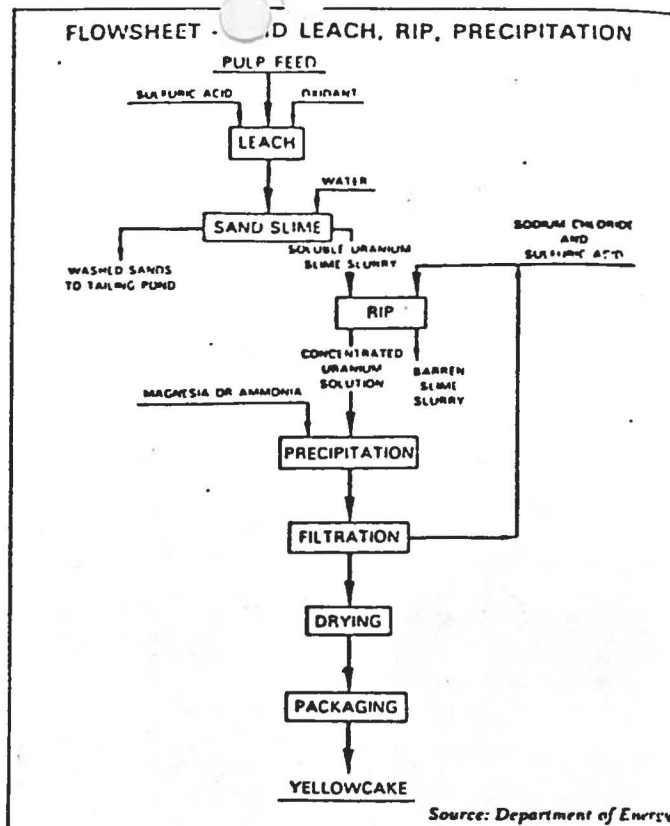 FLOWSHEET - D LEACH, RIP, PRECIPITATION
PULP FEED
SULFURIC ACID
OXIDANT
LEACH
WATER
SAND SLIME
WASHED SANDS
TO TAILING POND
SOLUBLE URANIUM
SLIME SLURRY
SODIUM CHLORIDE
AND
SULFURIC ACID
RIP
CONCENTRATED
URANIUM
SOLUTION
BARREN
SLIME
SLURRY
MAGNESIA OR AMMONIA
PRECIPITATION
FILTRATION
DRYING
PACKAGING
YELLOWCAKE
Source: Department of Energy